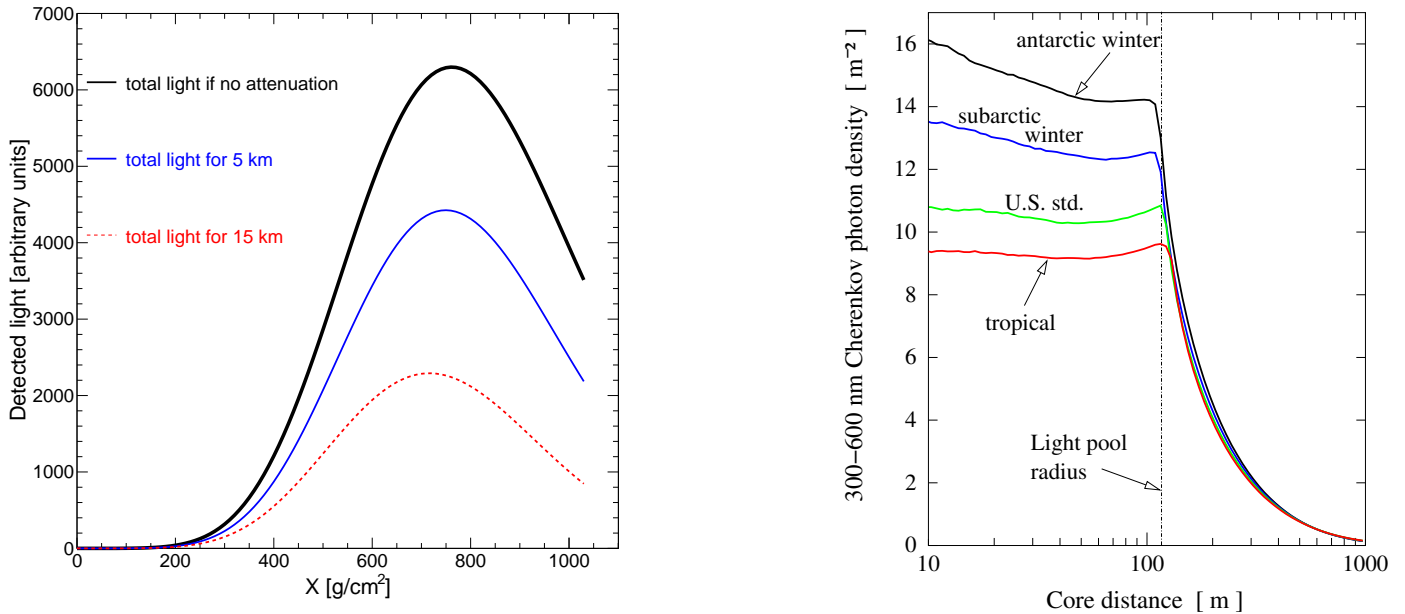 7000
6000
5000
4000
3000
2000
1000
0
Detected light [arbitrary units]
total light if no attenuation
total light for 5 km
total light for 15 km
0 200 400 600 800 1000
X [g/cm²]
16
14
12
10
8
6
4
2
0
300−600 nm Cherenkov photon density [ m⁻² ]
antarctic winter
subarctic
winter
U.S. std.
tropical
Light pool
radius
10 100 1000
Core distance [ m ]